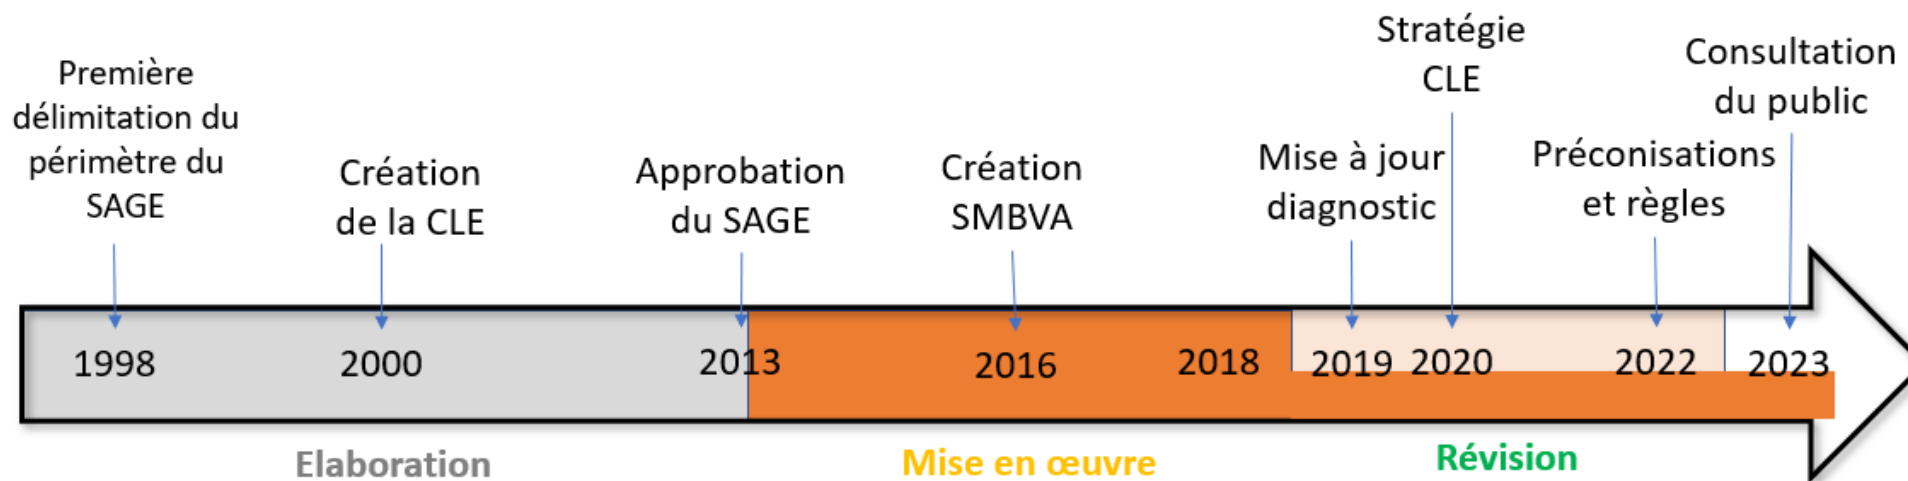 Première
délimitation du
périmètre du
SAGE
Création
de la CLE
Approbation
du SAGE
Création
SMBVA
Mise à jour
diagnostic
Stratégie
CLE
Préconisations
et règles
Consultation
du public
1998
2000
2013
2016
2018
2019
2020
2022
2023
Elaboration
Mise en œuvre
Révision